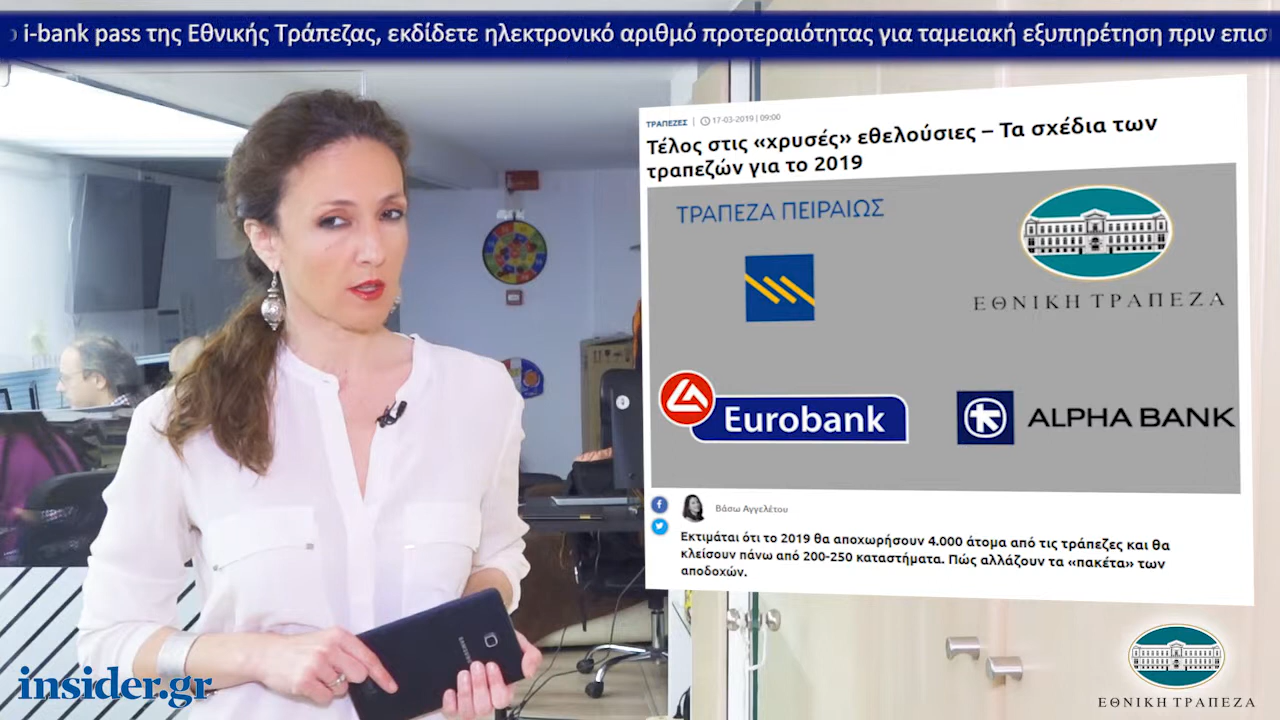 i-bank pass της Εθνικής Τράπεζας, εκδίδετε ηλεκτρονικό αριθμό προτεραιότητας για ταμειακή εξυπηρέτηση πριν
ΤΡΑΠΕΖΕΣ | 17-03-2019 | 09:00
Τέλος στις «χρυσές» εθελούσιες – Τα σχέδια των
τραπεζών για το 2019
ΤΡΑΠΕΖΑ ΠΕΙΡΑΙΩΣ
ΕΘΝΙΚΗ ΤΡΑΠΕΖΑ
Eurobank
ALPHA BANK
Βάσω Αγγελέτου
Εκτιμάται ότι το 2019 θα αποχωρήσουν 4.000 άτομα από τις τράπεζες και θα
κλείσουν πάνω από 200-250 καταστήματα. Πώς αλλάζουν τα «πακέτα» των
αποδοχών.
SAMSUNG
insider.gr
ΕΘΝΙΚΗ ΤΡΑΠΕΖΑ